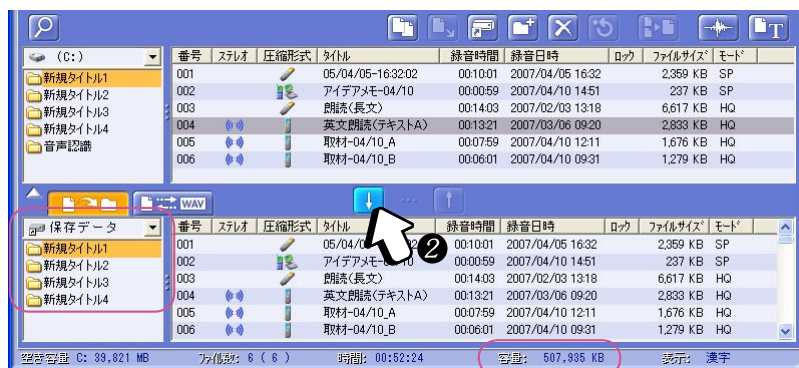 T
(C:)
番号 ステレオ 圧縮形式 タイトル 録音時間 録音日時 ロック ファイルサイズ モード
新規タイトル1
新規タイトル2
新規タイトル3
新規タイトル4
音声認識
001 05/04/05-16:32:02 00:10:01 2007/04/05 16:32 2,359 KB SP
002 アイデアメモ-04/10 00:00:59 2007/04/10 14:51 237 KB SP
003 朗読(長文) 00:14:03 2007/02/03 13:18 6,617 KB HQ
004 英文朗読(テキストA) 00:13:21 2007/03/06 09:20 2,833 KB HQ
005 取材-04/10_A 00:07:59 2007/04/10 12:11 1,676 KB HQ
006 取材-04/10_B 00:06:01 2007/04/10 09:31 1,279 KB HQ
WAV
❷
保存データ
番号 ステレオ 圧縮形式 タイトル 録音時間 録音日時 ロック ファイルサイズ モード
新規タイトル1
新規タイトル2
新規タイトル3
新規タイトル4
001 05/04/0 02 00:10:01 2007/04/05 16:32 2,359 KB SP
002 アイデアメモ-04/10 00:00:59 2007/04/10 14:51 237 KB SP
003 朗読(長文) 00:14:03 2007/02/03 13:18 6,617 KB HQ
004 英文朗読(テキストA) 00:13:21 2007/03/06 09:20 2,833 KB HQ
005 取材-04/10_A 00:07:59 2007/04/10 12:11 1,676 KB HQ
006 取材-04/10_B 00:06:01 2007/04/10 09:31 1,279 KB HQ
空き容量 C: 39,821 MB ファイル数: 6 ( 6 ) 時間: 00:52:24 容量: 507,935 KB 表示: 漢字